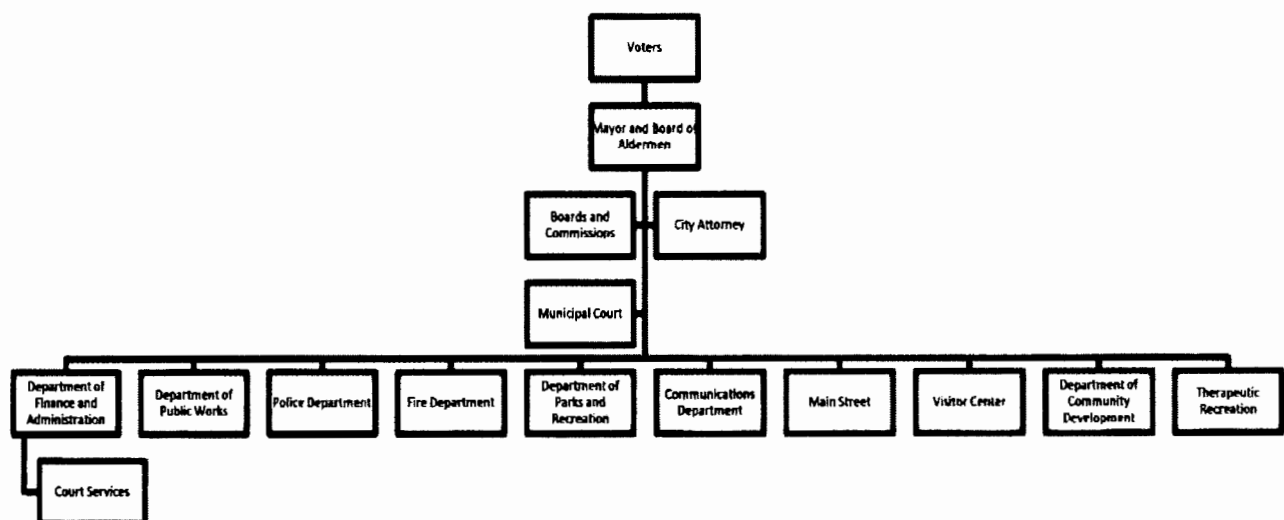 Voters
Mayor and Board of
Aldermen
Boards and
Commissions
City Attorney
Municipal Court
Department of
Finance and
Administration
Department of
Public Works
Police Department
Fire Department
Department of
Parks and
Recreation
Communications
Department
Main Street
Visitor Center
Department of
Community
Development
Therapeutic
Recreation
Court Services